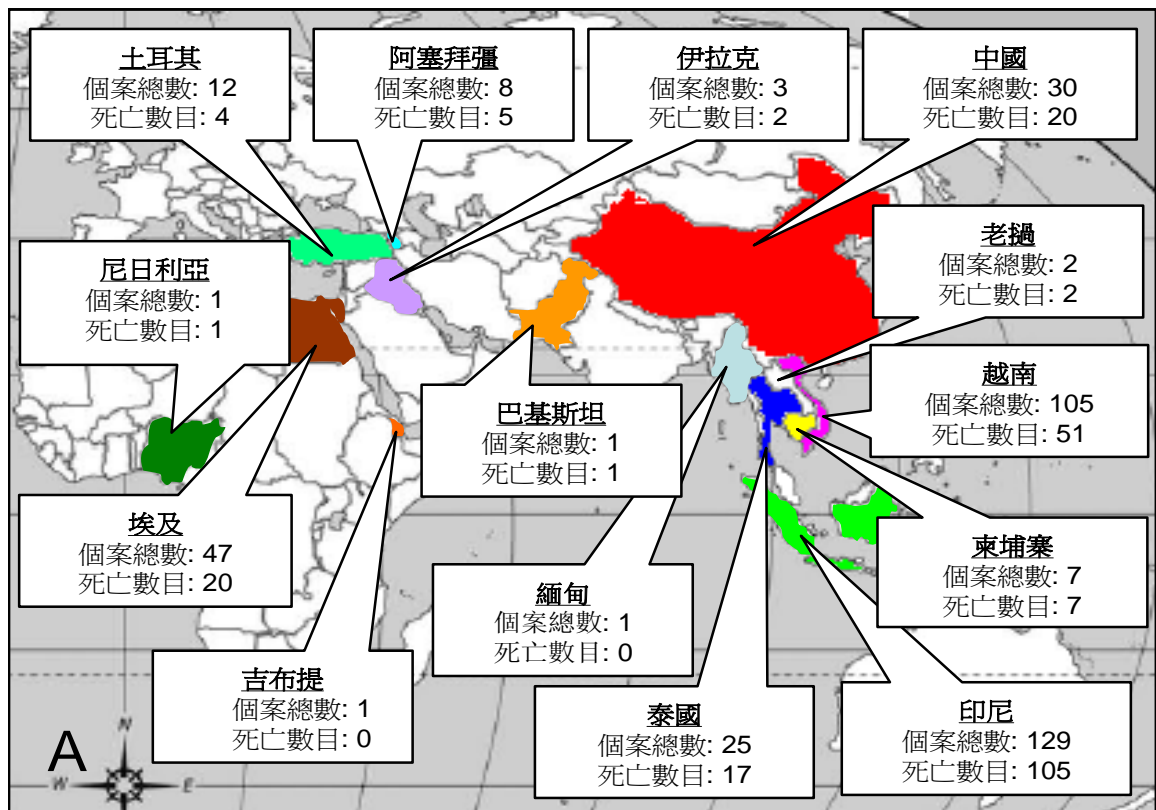 土耳其
個案總數: 12
死亡數目: 4
阿塞拜彊
個案總數: 8
死亡數目: 5
伊拉克
個案總數: 3
死亡數目: 2
中國
個案總數: 30
死亡數目: 20
老撾
個案總數: 2
死亡數目: 2
尼日利亞
個案總數: 1
死亡數目: 1
越南
個案總數: 105
死亡數目: 51
巴基斯坦
個案總數: 1
死亡數目: 1
埃及
個案總數: 47
死亡數目: 20
柬埔寨
個案總數: 7
死亡數目: 7
緬甸
個案總數: 1
死亡數目: 0
吉布提
個案總數: 1
死亡數目: 0
泰國
個案總數: 25
死亡數目: 17
印尼
個案總數: 129
死亡數目: 105
A
N
W
E